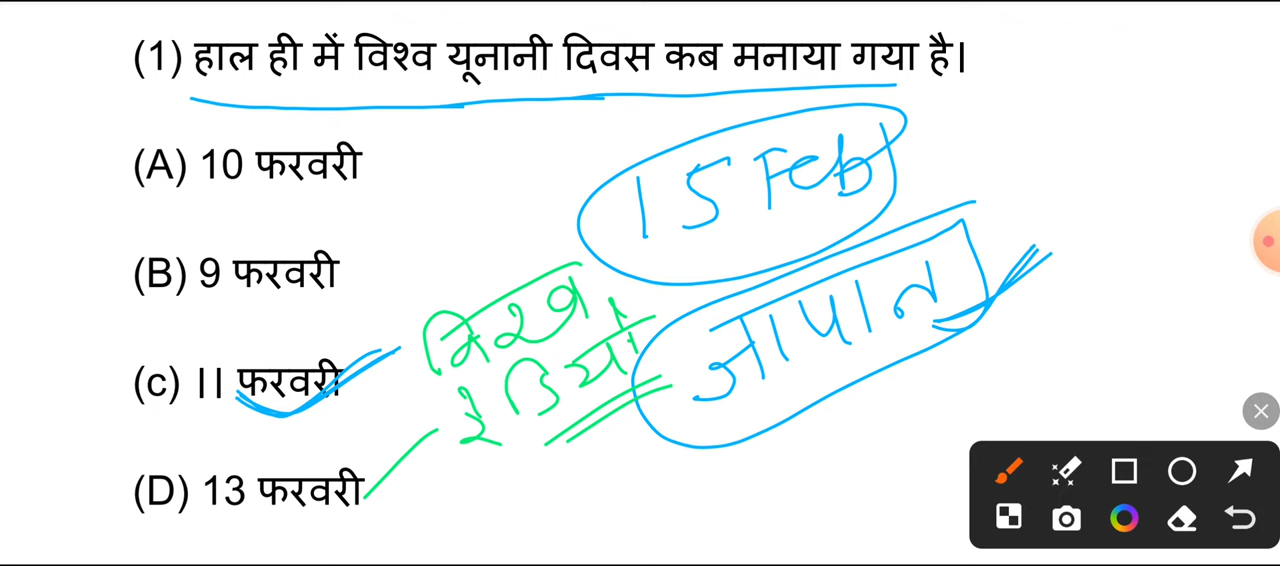 (1) हाल ही में विश्व यूनानी दिवस कब मनाया गया है।
(A) 10 फरवरी
15 Feb
(B) 9 फरवरी
विश्व
रेडियो
जापान
(c) 11 फरवरी
(D) 13 फरवरी